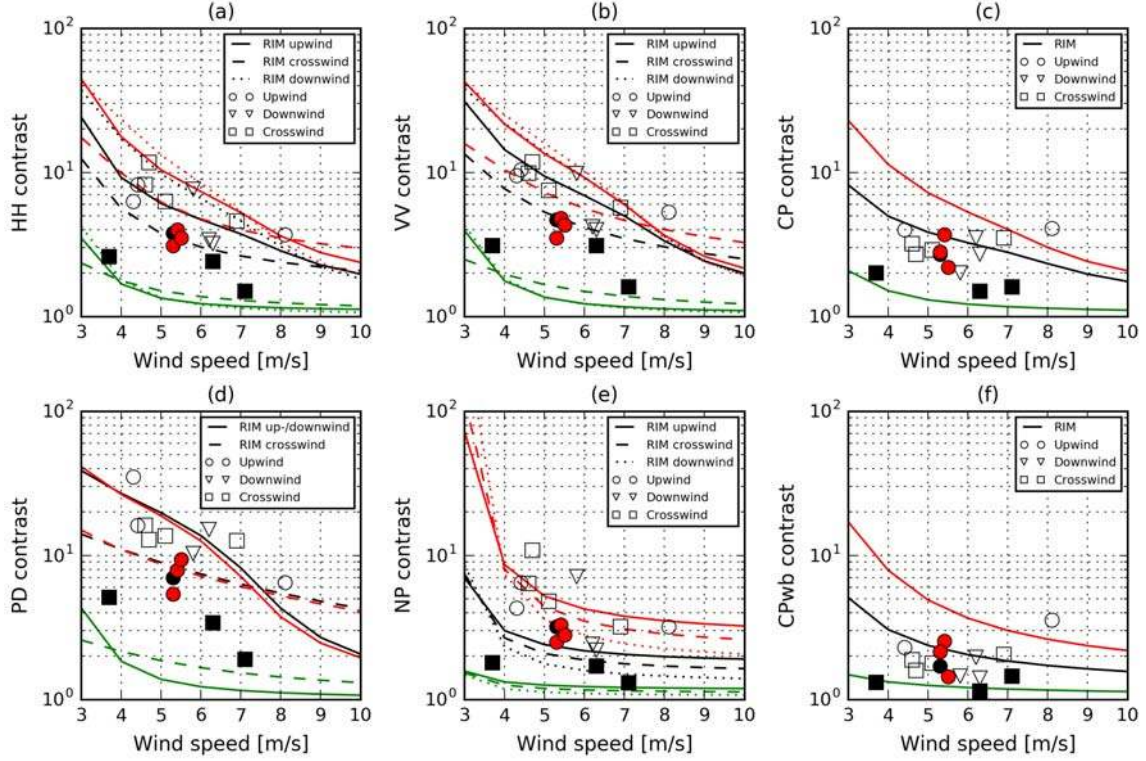 (a)
HH contrast
10²
10¹
10⁰
RIM upwind
RIM crosswind
RIM downwind
Upwind
Downwind
Crosswind
3 4 5 6 7 8 9 10
Wind speed [m/s]
(b)
VV contrast
10²
10¹
10⁰
RIM upwind
RIM crosswind
RIM downwind
Upwind
Downwind
Crosswind
3 4 5 6 7 8 9 10
Wind speed [m/s]
(c)
CP contrast
10²
10¹
10⁰
RIM
Upwind
Downwind
Crosswind
3 4 5 6 7 8 9 10
Wind speed [m/s]
(d)
PD contrast
10²
10¹
10⁰
RIM up-/downwind
RIM crosswind
Upwind
Downwind
Crosswind
3 4 5 6 7 8 9 10
Wind speed [m/s]
(e)
NP contrast
10²
10¹
10⁰
RIM upwind
RIM crosswind
RIM downwind
Upwind
Downwind
Crosswind
3 4 5 6 7 8 9 10
Wind speed [m/s]
(f)
CPwb contrast
10²
10¹
10⁰
RIM
Upwind
Downwind
Crosswind
3 4 5 6 7 8 9 10
Wind speed [m/s]